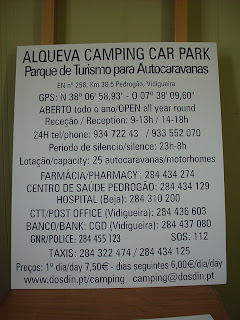 ALQUEVA CAMPING CAR PARK
Parque de Turismo para Autocaravanas
EN nº 258, Km 38,5 Pedrogão, Vidigueira
GPS: N 38º 06' 58,93' - O 07º 38' 09,60'
ABERTO todo o ano/OPEN all year round
Reção / Reception: 9-13h / 14-18h
24H tel/phone: 934 722 43 / 933 552 070
Periodo de silencio/silence: 23h-8h
Lotação/capacity: 25 autocaravanas/motorhomes
FARMÁCIA/PHARMACY: 284 434 274
CENTRO DE SAÚDE PEDROGÃO: 284 434 129
HOSPITAL (Beja): 284 310 200
CTT/POST OFFICE (Vidigueira): 284 436 603
BANCO/BANK: CGD (Vidigueira): 284 437 080
GNR/POLICE: 284 455 123 SOS: 112
TAXIS: 284 322 474 / 284 434 125
Preços: 1º dia/day 7,50€ - dias seguintes 6,00€/dia/day
www.dosdin.pt/camping camping@dosdin.pt